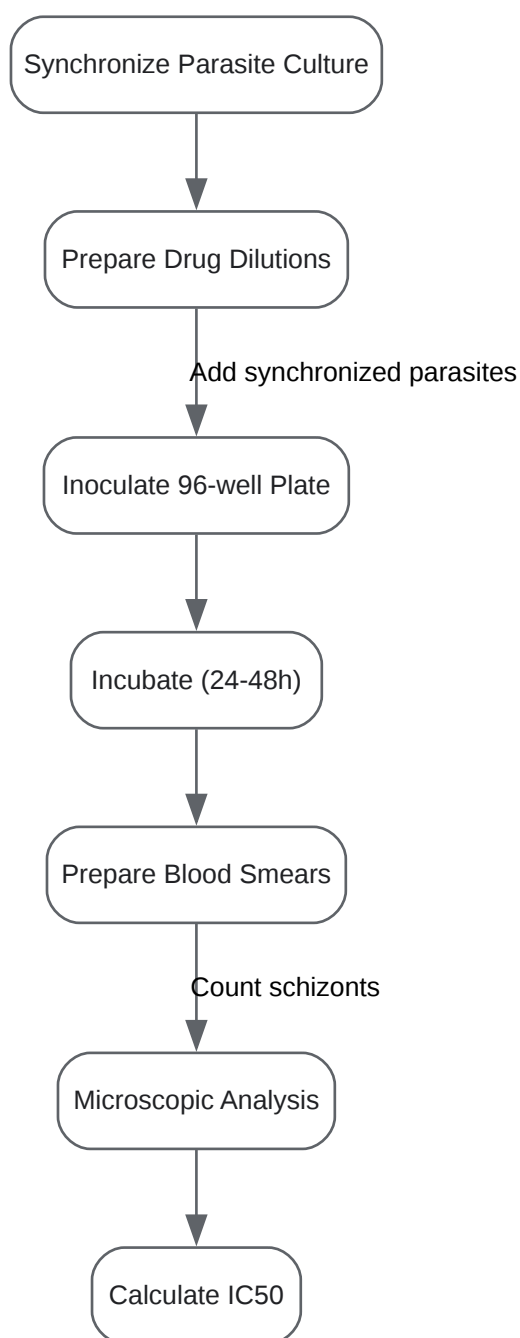 Synchronize Parasite Culture
Prepare Drug Dilutions
Add synchronized parasites
Inoculate 96-well Plate
Incubate (24-48h)
Prepare Blood Smears
Count schizonts
Microscopic Analysis
Calculate IC50